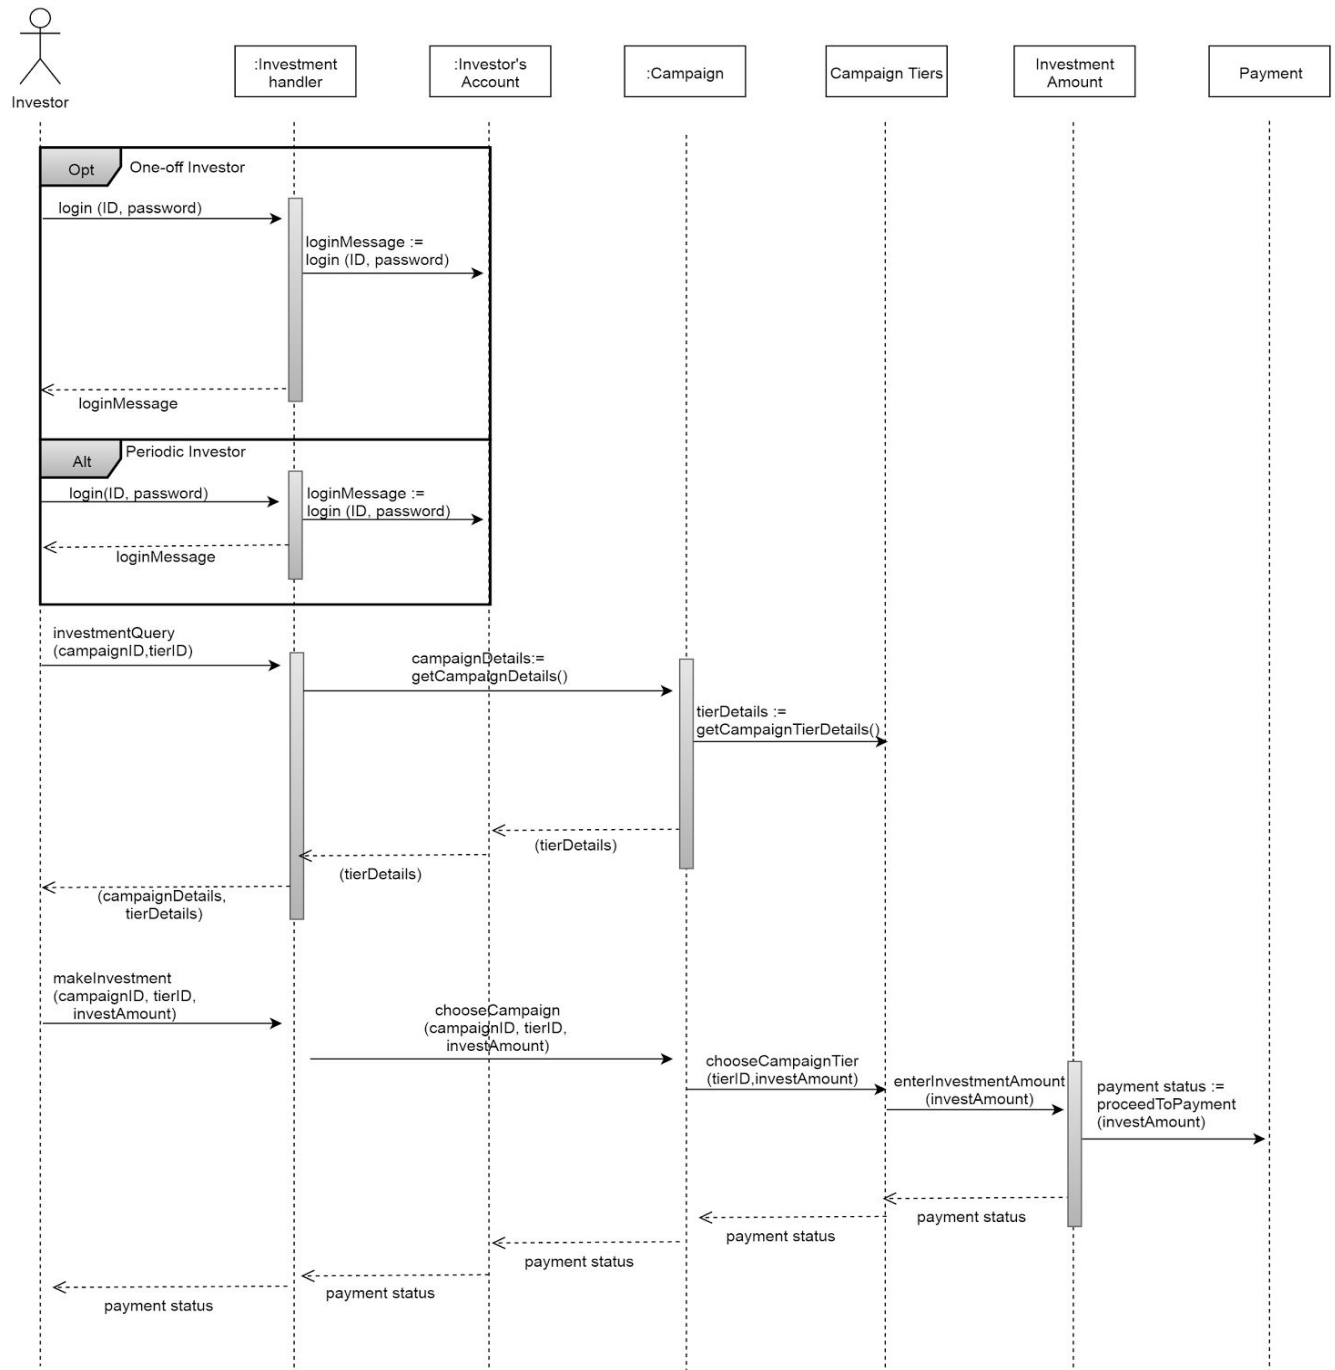 Investor
:Investment
handler
:Investor's
Account
:Campaign
Campaign Tiers
Investment
Amount
Payment
Opt
One-off Investor
login (ID, password)
loginMessage :=
login (ID, password)
loginMessage
Alt
Periodic Investor
login(ID, password)
loginMessage :=
login (ID, password)
loginMessage
investmentQuery
(campaignID,tierID)
campaignDetails:=
getCampaignDetails()
tierDetails :=
getCampaignTierDetails()
(tierDetails)
(tierDetails)
(campaignDetails,
tierDetails)
makeInvestment
(campaignID, tierID,
investAmount)
chooseCampaign
(campaignID, tierID,
investAmount)
chooseCampaignTier
(tierID,investAmount)
enterInvestmentAmount
(investAmount)
payment status :=
proceedToPayment
(investAmount)
payment status
payment status
payment status
payment status
payment status